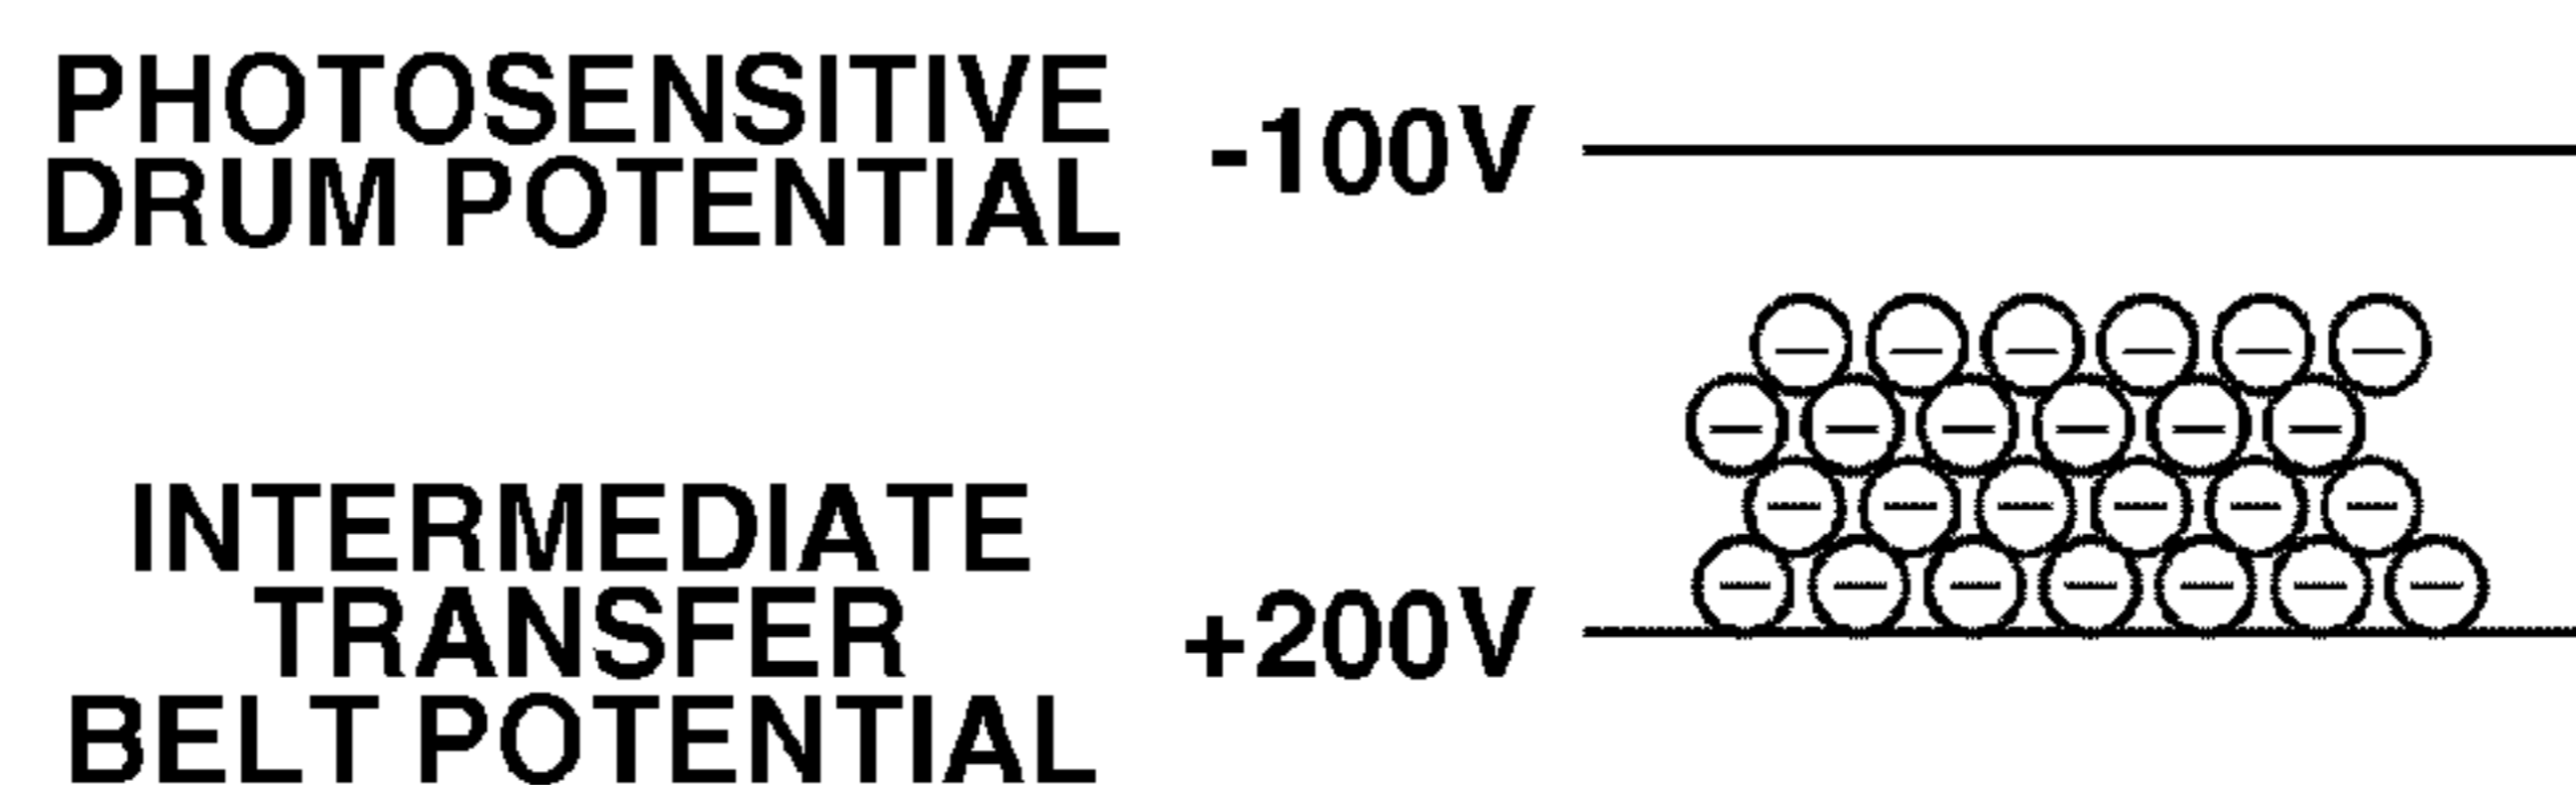 PHOTOSENSITIVE
DRUM POTENTIAL
-100V
INTERMEDIATE
TRANSFER
BELT POTENTIAL
+200V